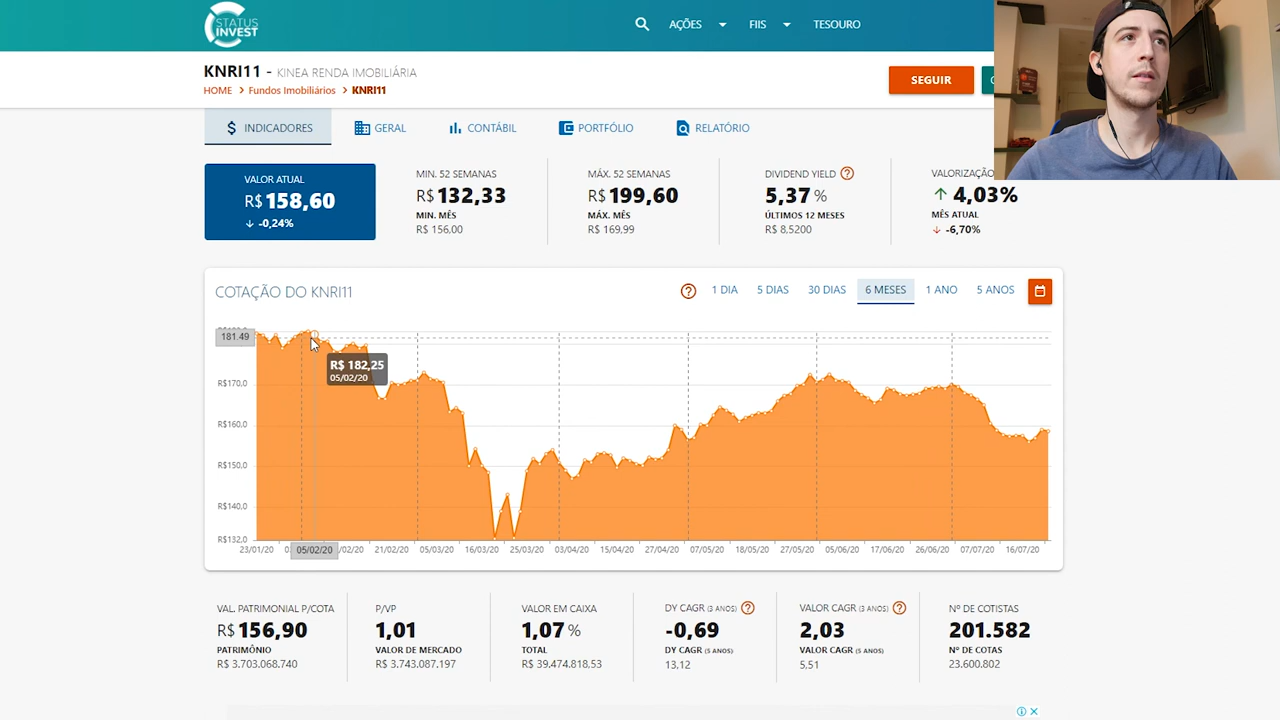 STATUS
INVEST
AÇÕES
FIIS
TESOURO
KNRI11 - KINEA RENDA IMOBILIÁRIA
HOME > Fundos Imobiliários > KNRI11
SEGUIR
INDICADORES
GERAL
CONTÁBIL
PORTFÓLIO
RELATÓRIO
VALOR ATUAL
R$ 158,60
-0,24%
MIN. 52 SEMANAS
R$ 132,33
MIN. MÊS
R$ 156,00
MÁX. 52 SEMANAS
R$ 199,60
MÁX. MÊS
R$ 169,99
DIVIDEND YIELD ?
5,37 %
ÚLTIMOS 12 MESES
R$ 8,5200
VALORIZAÇÃO
4,03%
MÊS ATUAL
-6,70%
COTAÇÃO DO KNRI11
?
1 DIA
5 DIAS
30 DIAS
6 MESES
1 ANO
5 ANOS
181.49
R$ 182,25
05/02/20
R$170.0
R$160.0
R$150.0
R$140.0
R$132.0
23/01/20
05/02/20
21/02/20
05/03/20
16/03/20
25/03/20
03/04/20
15/04/20
27/04/20
07/05/20
18/05/20
27/05/20
05/06/20
17/06/20
26/06/20
07/07/20
16/07/20
VAL. PATRIMONIAL P/COTA
R$ 156,90
PATRIMÔNIO
R$ 3.703.068.740
P/VP
1,01
VALOR DE MERCADO
R$ 3.743.087.197
VALOR EM CAIXA
1,07 %
TOTAL
R$ 39.474.818,53
DY CAGR (3 ANOS) ?
-0,69
DY CAGR (5 ANOS)
13,12
VALOR CAGR (3 ANOS) ?
2,03
VALOR CAGR (5 ANOS)
5,51
Nº DE COTISTAS
201.582
Nº DE COTAS
23.600.802